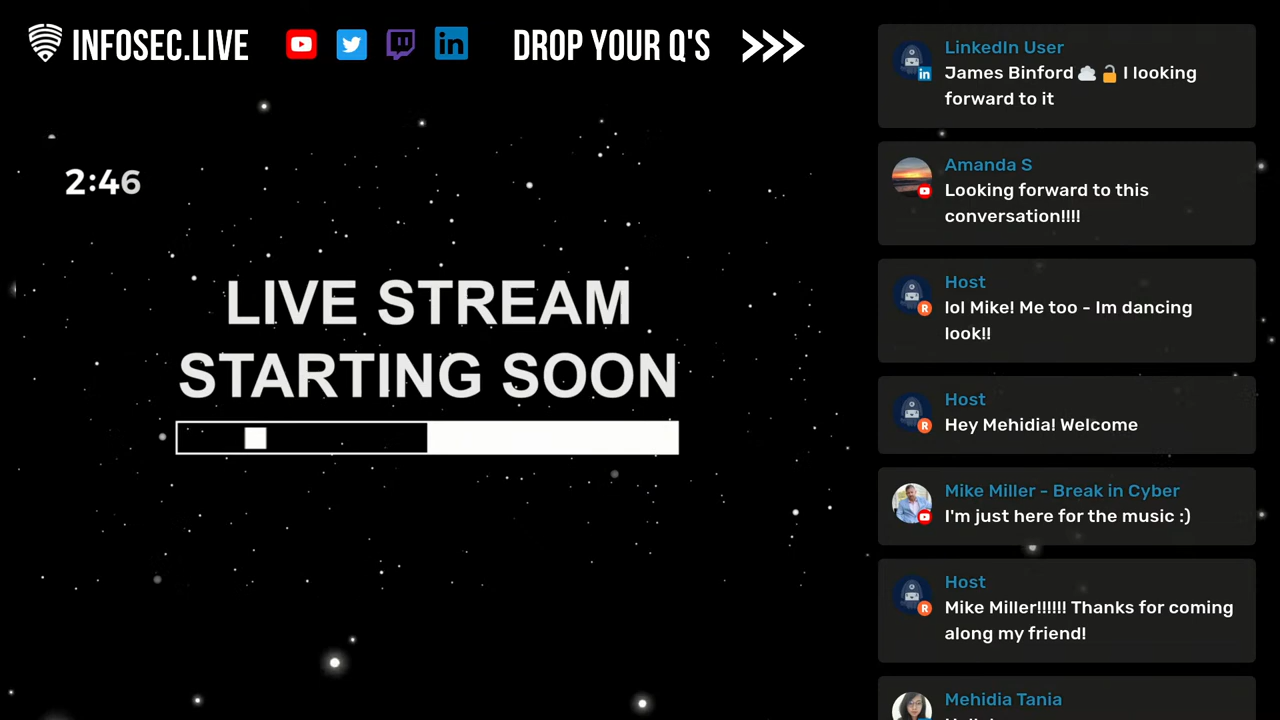 INFOSEC.LIVE
DROP YOUR Q'S >>>
2:46
LIVE STREAM
STARTING SOON
LinkedIn User
James Binford ☁️ 🔓 I looking
forward to it
Amanda S
Looking forward to this
conversation!!!!
Host
lol Mike! Me too - Im dancing
look!!
Host
Hey Mehidia! Welcome
Mike Miller - Break in Cyber
I'm just here for the music :)
Host
Mike Miller!!!!!! Thanks for coming
along my friend!
Mehidia Tania